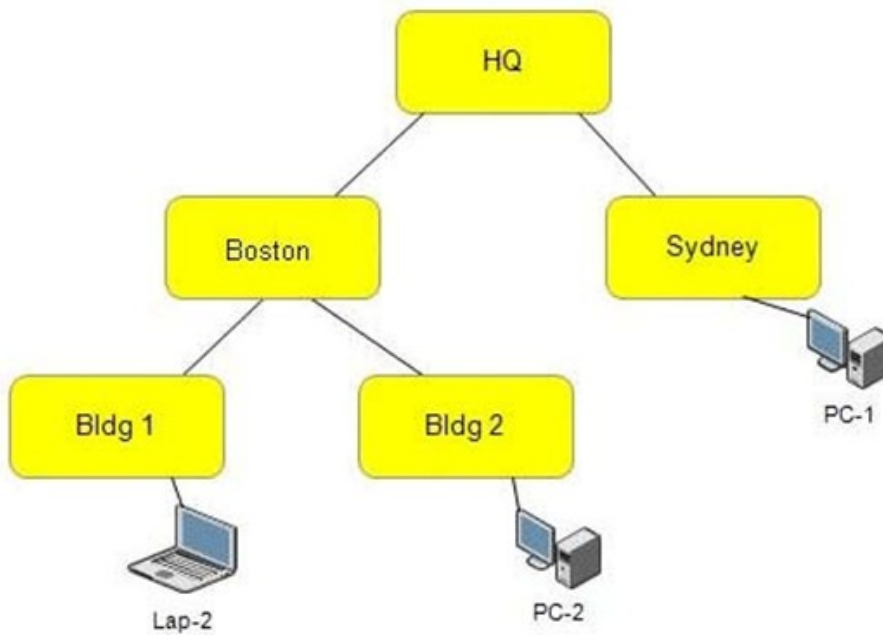 HQ
Boston
Sydney
PC-1
Bldg 1
Bldg 2
Lap-2
PC-2